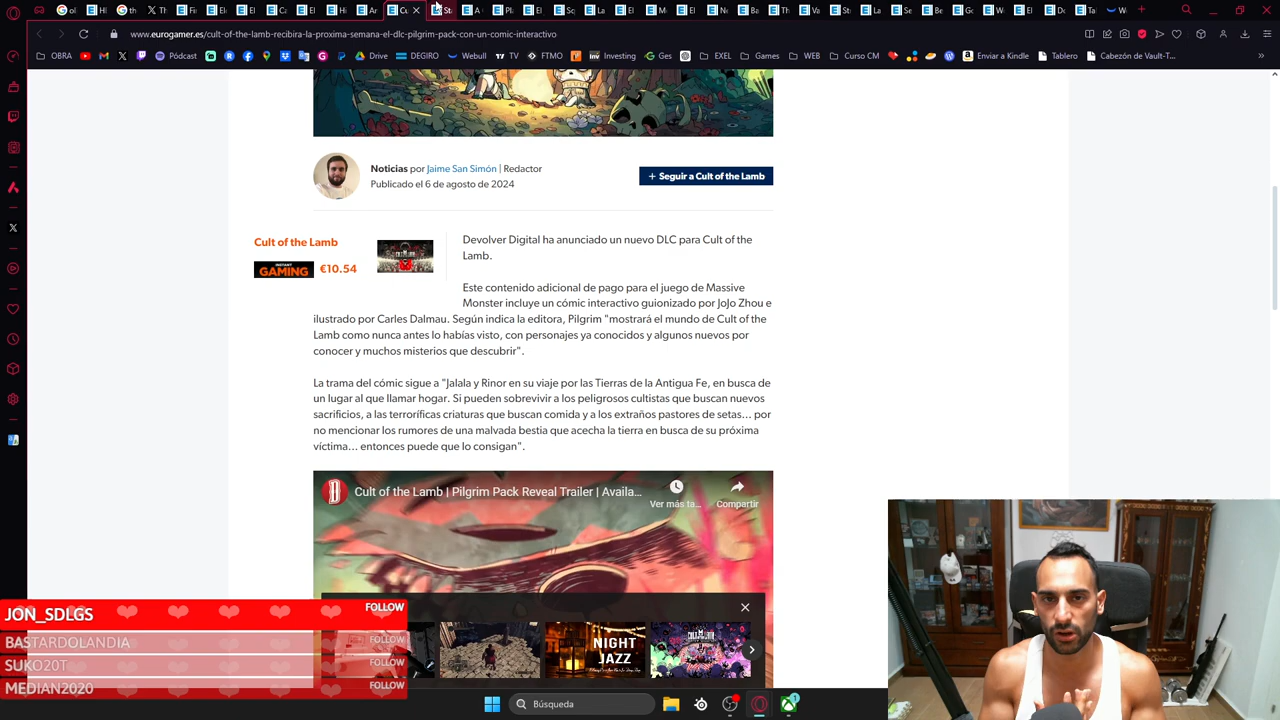 www.eurogamer.es/cult-of-the-lamb-recibira-la-proxima-semana-el-dlc-pilgrim-pack-con-un-comic-interactivo
OBRA
Pódcast
Drive
DEGIRO
Webull
TV
FTMO
Investing
Ges
EXEL
Games
WEB
Curso CM
Enviar a Kindle
Tablero
Cabezón de Vault-T...
Noticias por Jaime San Simón | Redactor
Publicado el 6 de agosto de 2024
+ Seguir a Cult of the Lamb
Cult of the Lamb
INSTANT GAMING €10.54
Devolver Digital ha anunciado un nuevo DLC para Cult of the
Lamb.
Este contenido adicional de pago para el juego de Massive
Monster incluye un cómic interactivo guionizado por JoJo Zhou e
ilustrado por Carles Dalmau. Según indica la editora, Pilgrim "mostrará el mundo de Cult of the
Lamb como nunca antes lo habías visto, con personajes ya conocidos y algunos nuevos por
conocer y muchos misterios que descubrir".
La trama del cómic sigue a "Jalala y Rinor en su viaje por las Tierras de la Antigua Fe, en busca de
un lugar al que llamar hogar. Si pueden sobrevivir a los peligrosos cultistas que buscan nuevos
sacrificios, a las terroríficas criaturas que buscan comida y a los extraños pastores de setas... por
no mencionar los rumores de una malvada bestia que acecha la tierra en busca de su próxima
víctima... entonces puede que lo consigan".
Cult of the Lamb | Pilgrim Pack Reveal Trailer | Availa...
Ver más ta...
Compartir
NIGHT
JAZZ
JON_SDLGS FOLLOW
BASTARDOLANDIA FOLLOW
SUKO20T FOLLOW
MEDIAN2020 FOLLOW
Búsqueda
1